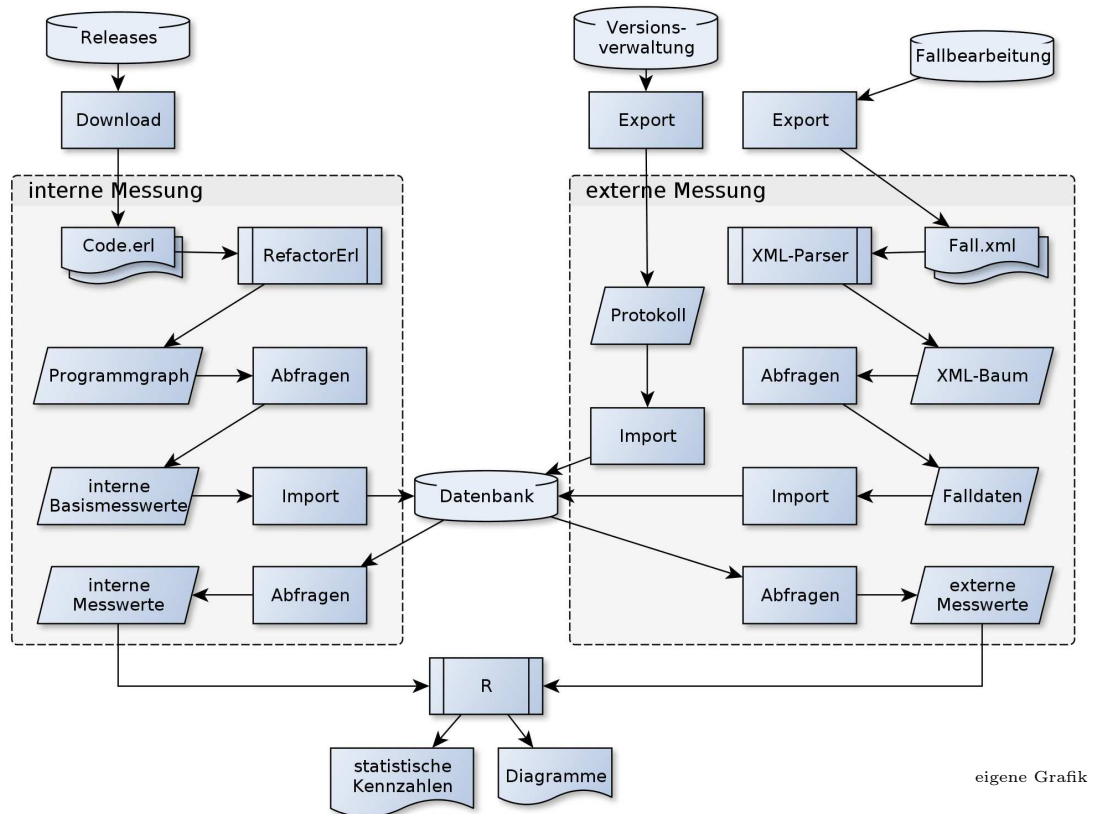 Releases
Versions-
verwaltung
Fallbearbeitung
Download
Export
Export
interne Messung
externe Messung
Code.erl
RefactorErl
XML-Parser
Fall.xml
Protokoll
Programmgraph
Abfragen
Abfragen
XML-Baum
Import
interne
Basismesswerte
Import
Datenbank
Import
Falldaten
interne
Messwerte
Abfragen
Abfragen
externe
Messwerte
R
statistische
Kennzahlen
Diagramme
eigene Grafik